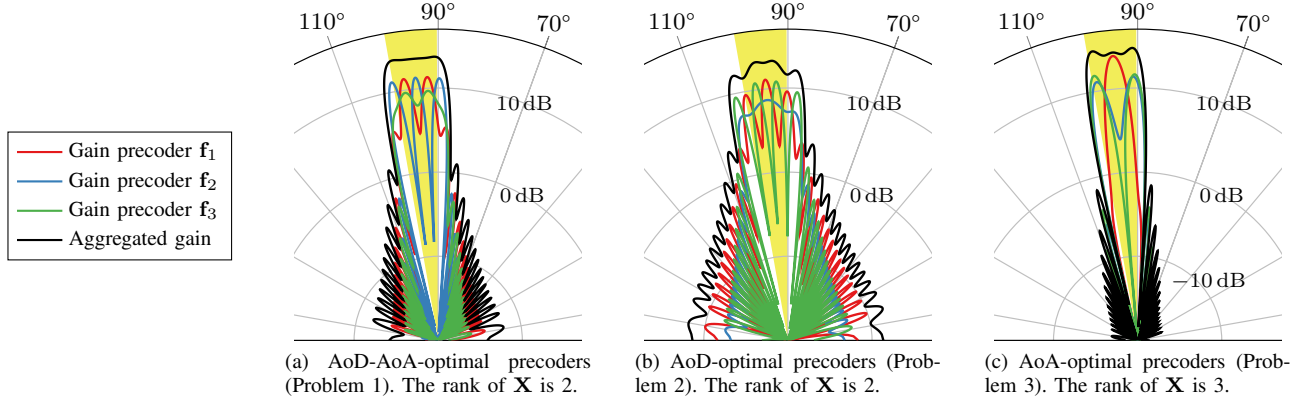 110°
90°
70°
10 dB
0 dB
110°
90°
70°
10 dB
0 dB
110°
90°
70°
10 dB
0 dB
−10 dB
Gain precoder f₁
Gain precoder f₂
Gain precoder f₃
Aggregated gain
(a) AoD-AoA-optimal precoders
(Problem 1). The rank of X is 2.
(b) AoD-optimal precoders (Prob-
lem 2). The rank of X is 2.
(c) AoA-optimal precoders (Prob-
lem 3). The rank of X is 3.